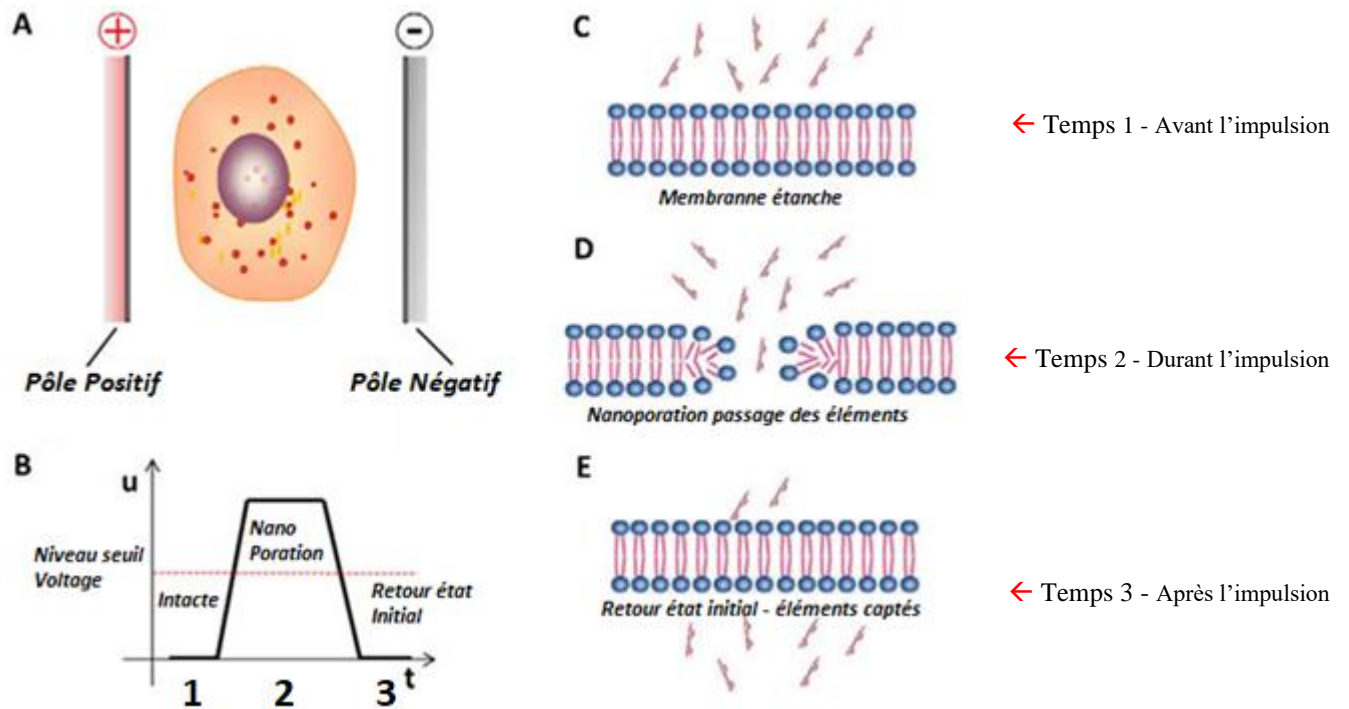 A
+
-
Pôle Positif
Pôle Négatif
B
u
Niveau seuil
Voltage
Nano
Poration
Intacte
Retour état
Initial
t
1
2
3
C
Membranne étanche
← Temps 1 - Avant l’impulsion
D
Nanoporation passage des éléments
← Temps 2 - Durant l’impulsion
E
Retour état initial - éléments captés
← Temps 3 - Après l’impulsion